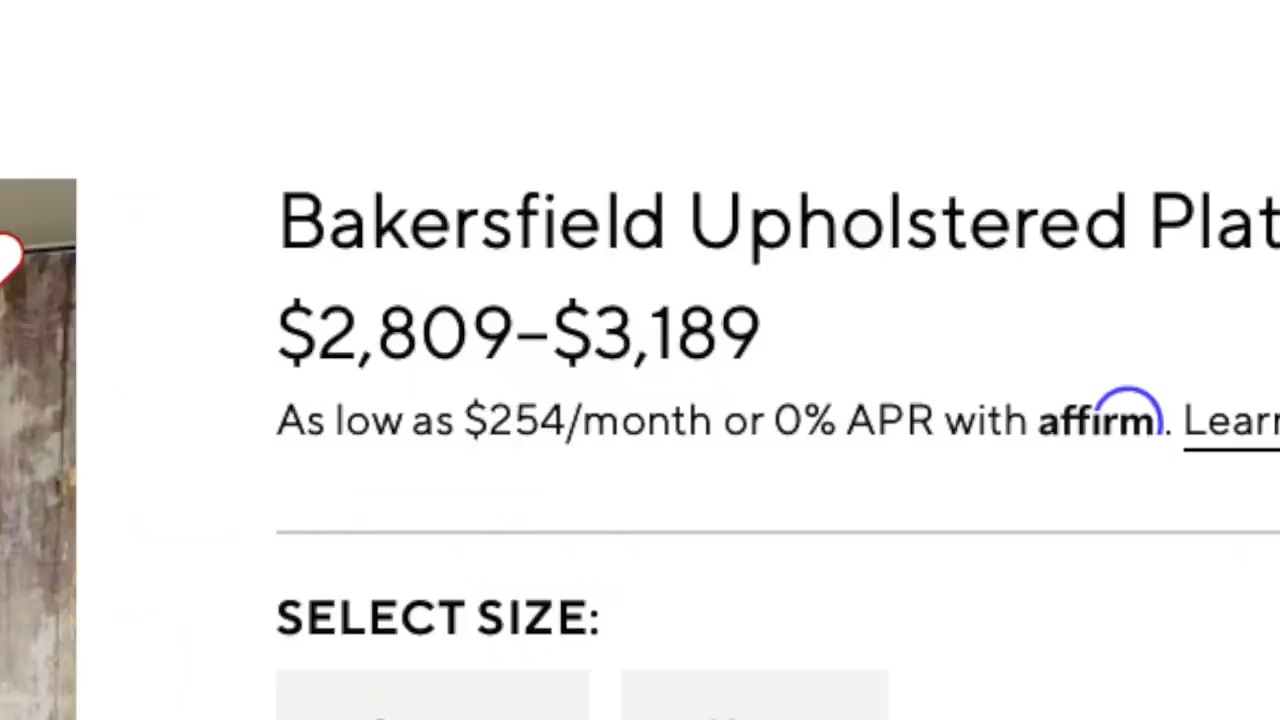 Bakersfield Upholstered Plat
$2,809–$3,189
As low as $254/month or 0% APR with affirm. Learn
SELECT SIZE: